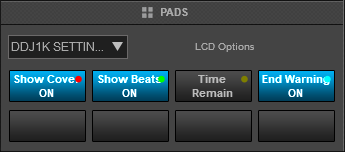 PADS
DDJ1K SETTIN...
LCD Options
Show Cove.
ON
Show Beats
ON
Time
Remain
End Warning
ON